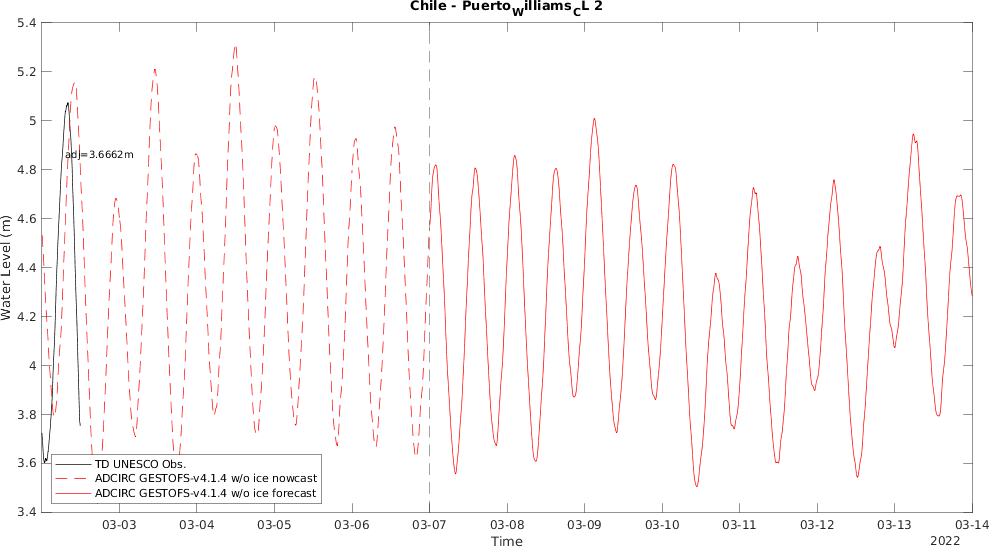 Chile - Puerto_Williams_CL 2
5.4
5.2
5
4.8
4.6
4.4
4.2
4
3.8
3.6
3.4
Water Level (m)
adj=3.6662m
TD UNESCO Obs.
ADCIRC GESTOFS-v4.1.4 w/o ice nowcast
ADCIRC GESTOFS-v4.1.4 w/o ice forecast
03-03 03-04 03-05 03-06 03-07 03-08 03-09 03-10 03-11 03-12 03-13 03-14
Time
2022